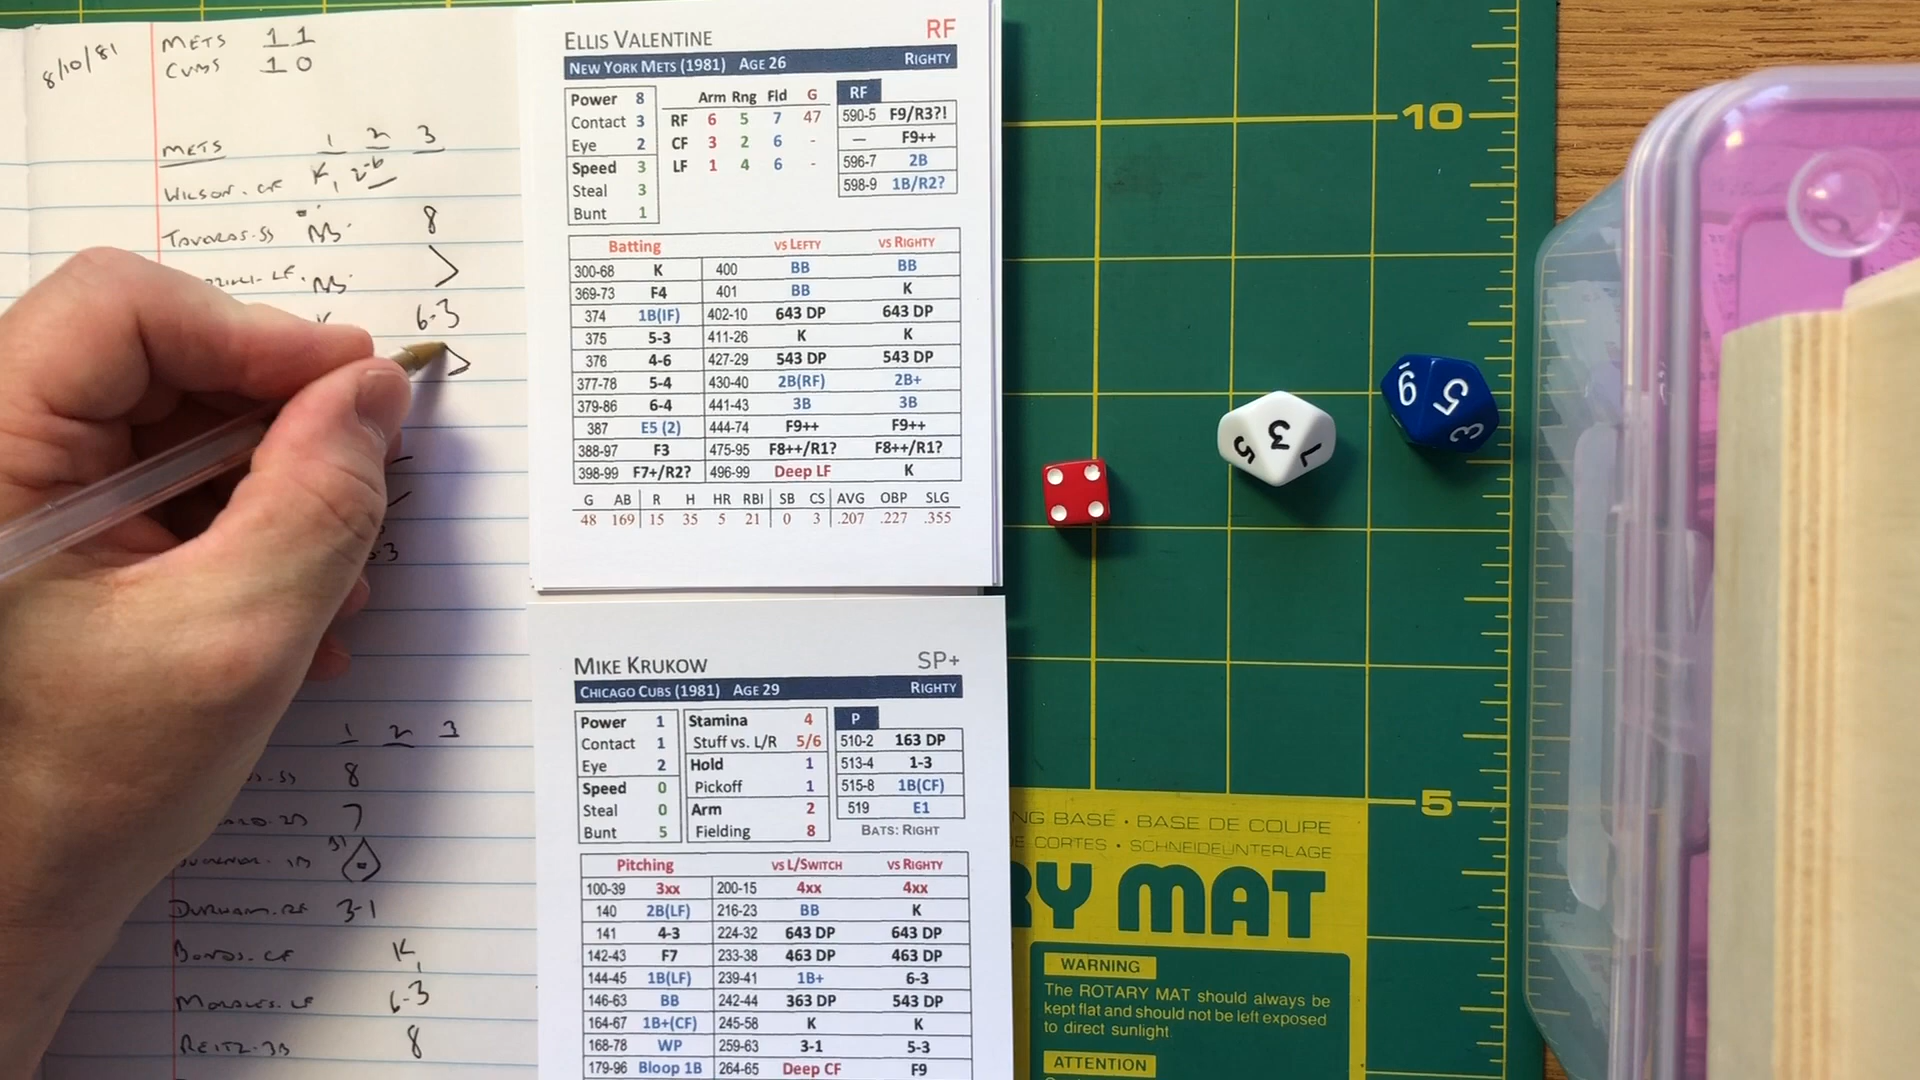 8/10/81
METS 1 1
CUBS 1 0
METS 1 2 3
WILSON. CF K, 2-6
TAVERAS-SS 8
LF.
6-3
1 2 3
8
7
1B
DURHAM. RF 3-1
BONDS. CF K,
MORALES. LF 6-3
REITZ-3B 8
ELLIS VALENTINE RF
NEW YORK METS (1981) AGE 26 RIGHTY
Power 8
Contact 3
Eye 2
Speed 3
Steal 3
Bunt 1
Arm Rng Fld G
RF 6 5 7 47
CF 3 2 6 -
LF 1 4 6 -
RF
590-5 F9/R3?!
— F9++
596-7 2B
598-9 1B/R2?
Batting VS LEFTY VS RIGHTY
300-68 K 400 BB BB
369-73 F4 401 BB K
374 1B(IF) 402-10 643 DP 643 DP
375 5-3 411-26 K K
376 4-6 427-29 543 DP 543 DP
377-78 5-4 430-40 2B(RF) 2B+
379-86 6-4 441-43 3B 3B
387 E5 (2) 444-74 F9++ F9++
388-97 F3 475-95 F8++/R1? F8++/R1?
398-99 F7+/R2? 496-99 Deep LF K
G AB R H HR RBI SB CS AVG OBP SLG
48 169 15 35 5 21 0 3 .207 .227 .355
MIKE KRUKOW SP+
CHICAGO CUBS (1981) AGE 29 RIGHTY
Power 1
Contact 1
Eye 2
Speed 0
Steal 0
Bunt 5
Stamina 4
Stuff vs. L/R 5/6
Hold 1
Pickoff 1
Arm 2
Fielding 8
P
510-2 163 DP
513-4 1-3
515-8 1B(CF)
519 E1
BATS: RIGHT
Pitching VS L/SWITCH VS RIGHTY
100-39 3xx 200-15 4xx 4xx
140 2B(LF) 216-23 BB K
141 4-3 224-32 643 DP 643 DP
142-43 F7 233-38 463 DP 463 DP
144-45 1B(LF) 239-41 1B+ 6-3
146-63 BB 242-44 363 DP 543 DP
164-67 1B+(CF) 245-58 K K
168-78 WP 259-63 3-1 5-3
179-96 Bloop 1B 264-65 Deep CF F9
5 3 1
9 5 3
10
5
NG BASE • BASE DE COUPE
E CORTES • SCHNEIDEUNTERLAGE
RY MAT
WARNING
The ROTARY MAT should always be
kept flat and should not be left exposed
to direct sunlight.
ATTENTION